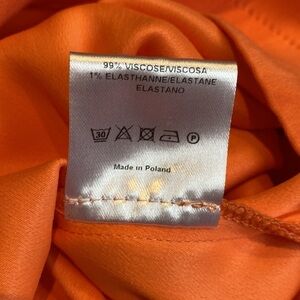 99% VISCOSE/VISCOSA
1% ELASTHANNE/ELASTANE
ELASTANO
30 P
Made in Poland